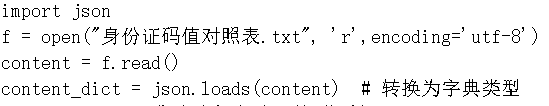 import json
f = open("身份证码值对照表.txt", 'r',encoding='utf-8')
content = f.read()
content_dict = json.loads(content)  # 转换为字典类型